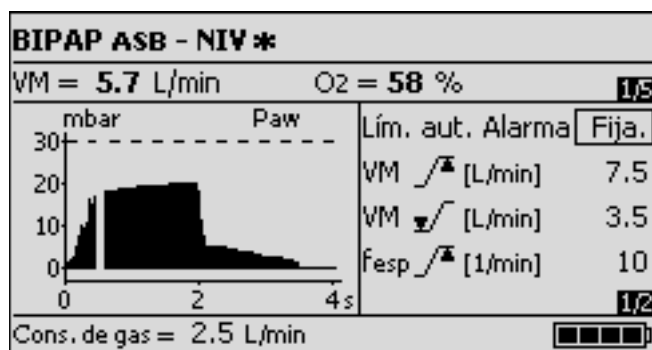 BIPAP ASB - NIV *
VM = 5.7 L/min O2 = 58 % 1/5
mbar Paw
30
20
10
0
0 2 4 s
Lím. aut. Alarma Fija.
VM [L/min] 7.5
VM [L/min] 3.5
fesp [1/min] 10
1/2
Cons. de gas = 2.5 L/min